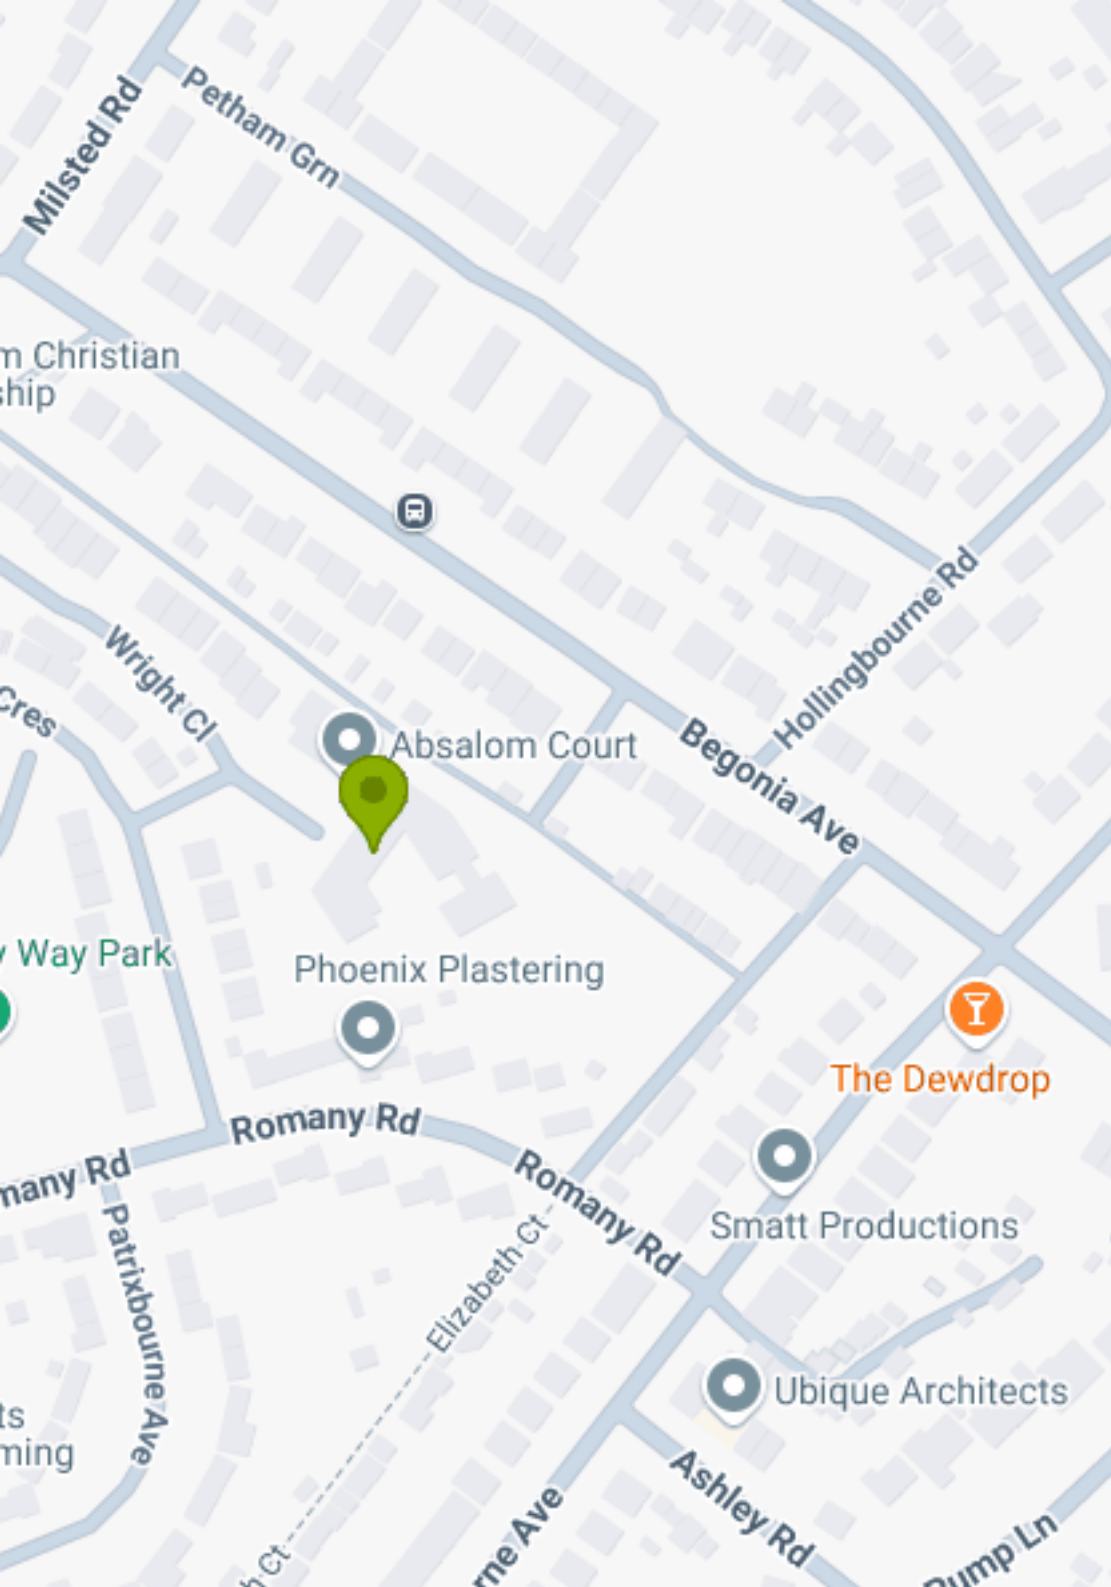 Milsted Rd
Petham Grn
m Christian
ship
Hollingbourne Rd
Wright Cl
Cres
Absalom Court
Begonia Ave
y Way Park
Phoenix Plastering
The Dewdrop
Romany Rd
many Rd
Romany Rd
Smatt Productions
Patrixbourne Ave
Elizabeth Ct
Ubique Architects
ts
ming
Ashley Rd
rne Ave
Pump Ln
h Ct